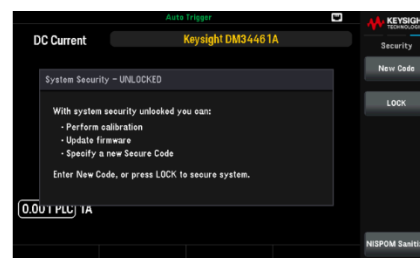 Auto Trigger
KEYSIGH
TECHNOLOG
DC Current
Keysight DM34461A
Security
System Security - UNLOCKED
New Code
With system security unlocked you can:
- Perform calibration
- Update firmware
- Specify a new Secure Code
LOCK
Enter New Code, or press LOCK to secure system.
0.001 PLC 1A
NISPOM Saniti